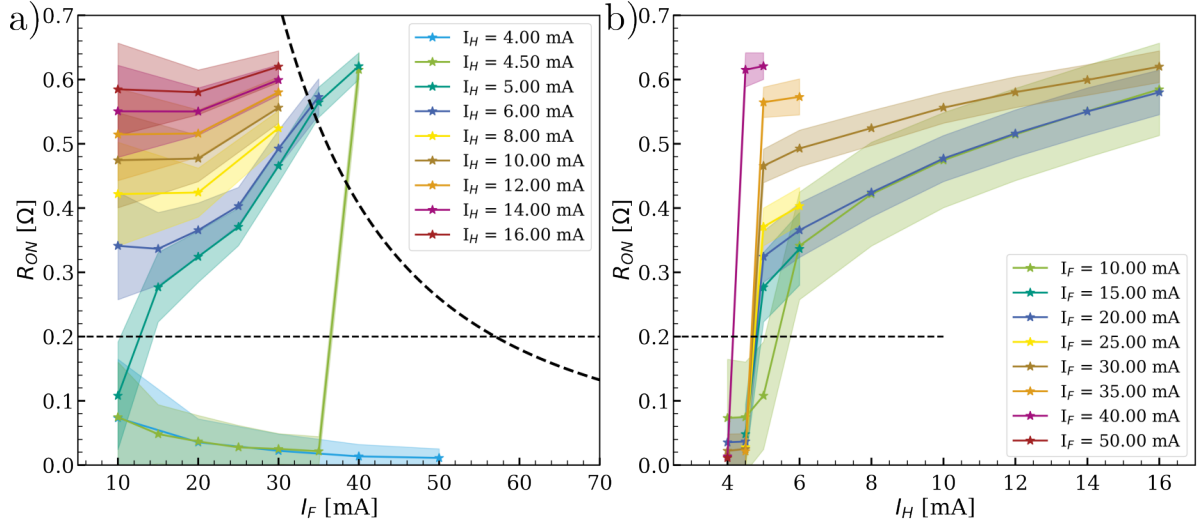 a)
0.7
0.6
0.5
0.4
0.3
0.2
0.1
0.0
R_ON [Ω]
10 20 30 40 50 60 70
I_F [mA]
I_H = 4.00 mA
I_H = 4.50 mA
I_H = 5.00 mA
I_H = 6.00 mA
I_H = 8.00 mA
I_H = 10.00 mA
I_H = 12.00 mA
I_H = 14.00 mA
I_H = 16.00 mA
b)
0.7
0.6
0.5
0.4
0.3
0.2
0.1
0.0
R_ON [Ω]
4 6 8 10 12 14 16
I_H [mA]
I_F = 10.00 mA
I_F = 15.00 mA
I_F = 20.00 mA
I_F = 25.00 mA
I_F = 30.00 mA
I_F = 35.00 mA
I_F = 40.00 mA
I_F = 50.00 mA